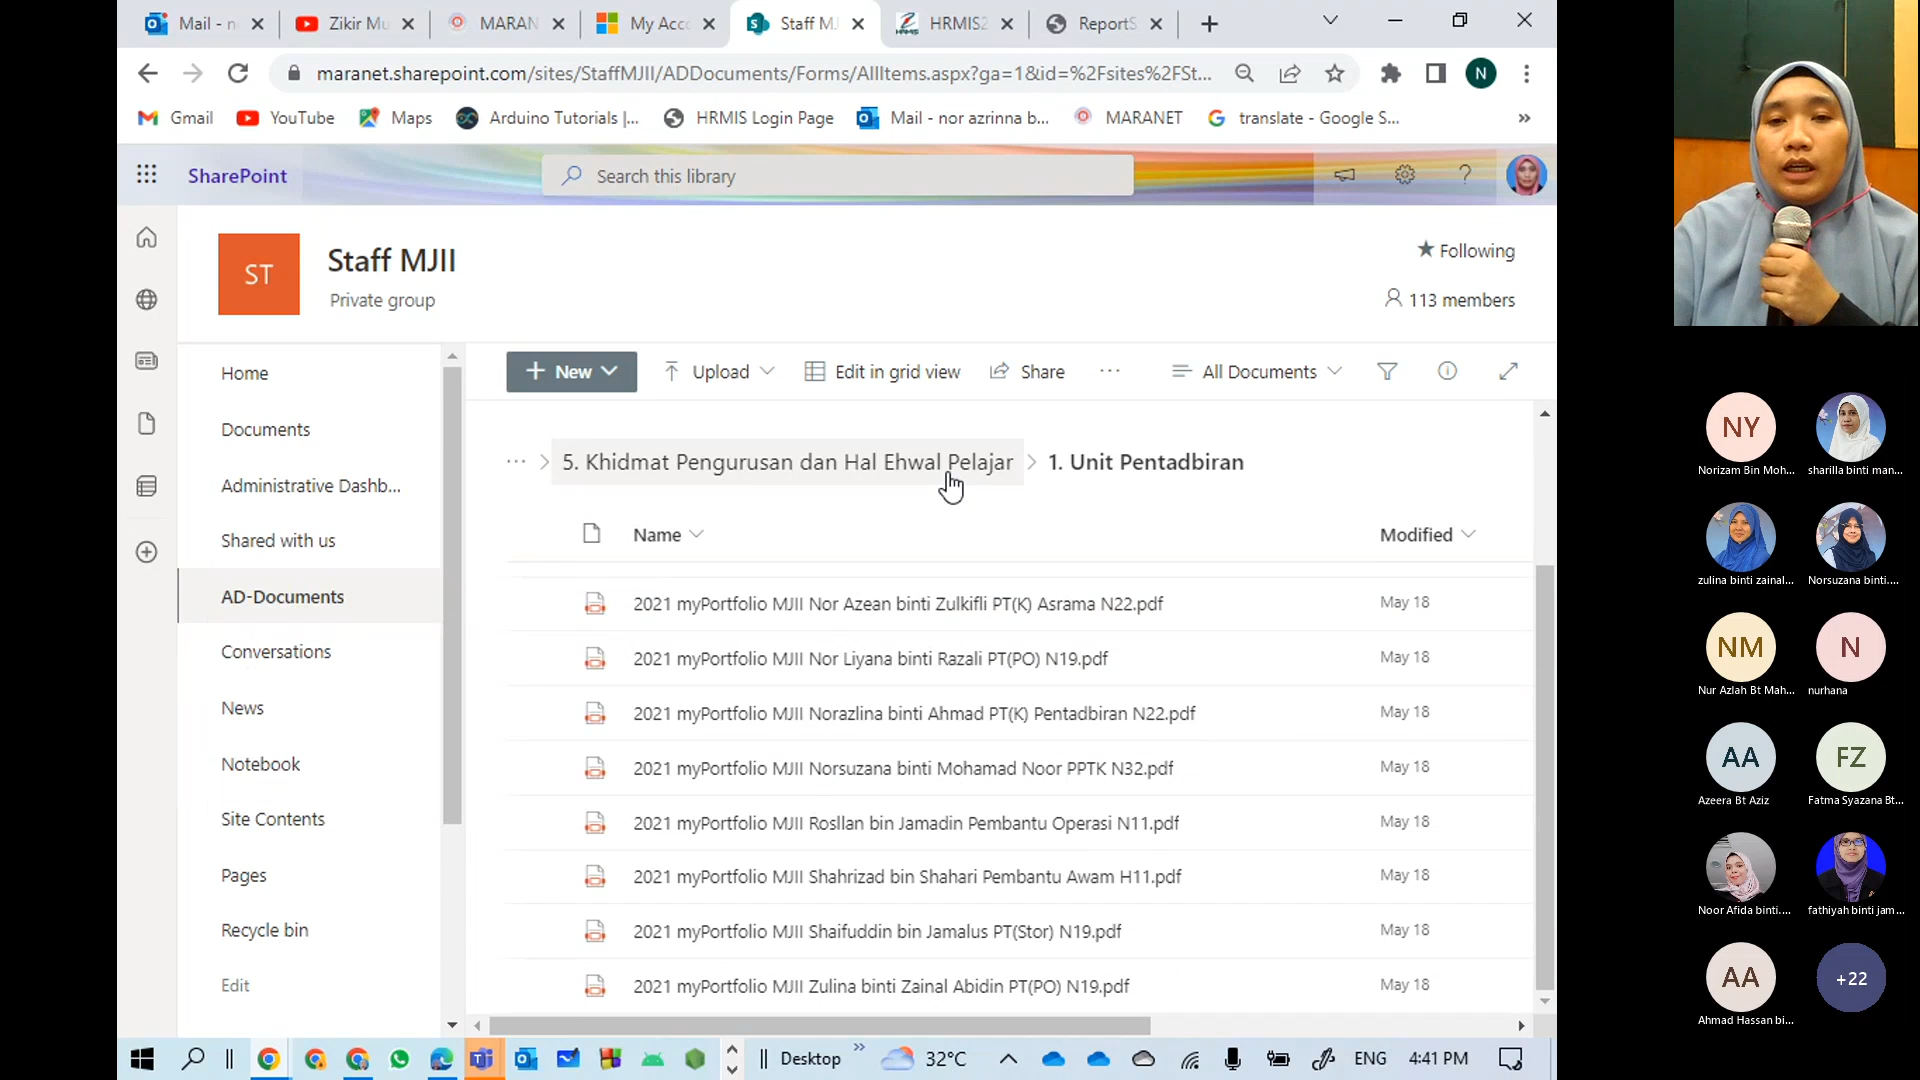 Mail - n
Zikir Mu
MARAN
My Acc
Staff MJ
HRMIS2
ReportS
maranet.sharepoint.com/sites/StaffMJII/ADDocuments/Forms/AllItems.aspx?ga=1&id=%2Fsites%2FSt...
N
Gmail
YouTube
Maps
Arduino Tutorials |...
HRMIS Login Page
Mail - nor azrinna b...
MARANET
translate - Google S...
»
SharePoint
Search this library
ST
Staff MJII
Private group
Following
113 members
Home
Documents
Administrative Dashb...
Shared with us
AD-Documents
Conversations
News
Notebook
Site Contents
Pages
Recycle bin
Edit
+ New
Upload
Edit in grid view
Share
...
All Documents
... > 5. Khidmat Pengurusan dan Hal Ehwal Pelajar > 1. Unit Pentadbiran
Name
Modified
2021 myPortfolio MJII Nor Azean binti Zulkifli PT(K) Asrama N22.pdf May 18
2021 myPortfolio MJII Nor Liyana binti Razali PT(PO) N19.pdf May 18
2021 myPortfolio MJII Norazlina binti Ahmad PT(K) Pentadbiran N22.pdf May 18
2021 myPortfolio MJII Norsuzana binti Mohamad Noor PPTK N32.pdf May 18
2021 myPortfolio MJII Rosllan bin Jamadin Pembantu Operasi N11.pdf May 18
2021 myPortfolio MJII Shahrizad bin Shahari Pembantu Awam H11.pdf May 18
2021 myPortfolio MJII Shaifuddin bin Jamalus PT(Stor) N19.pdf May 18
2021 myPortfolio MJII Zulina binti Zainal Abidin PT(PO) N19.pdf May 18
Desktop
»
32°C
ENG
4:41 PM
NY
Norizam Bin Moh...
sharilla binti man...
zulina binti zainal...
Norsuzana binti....
NM
Nur Azlah Bt Mah...
N
nurhana
AA
Azeera Bt Aziz
FZ
Fatma Syazana Bt...
Noor Afida binti....
fathiyah binti jam...
AA
Ahmad Hassan bi...
+22